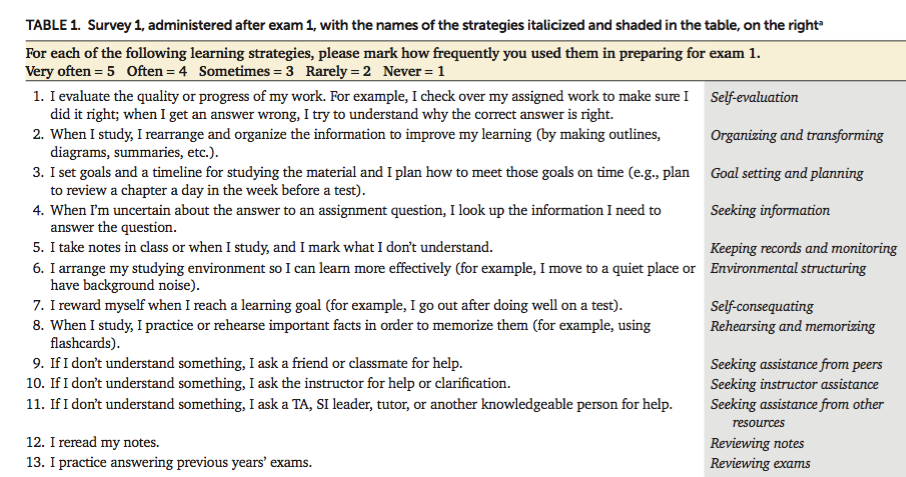 TABLE 1. Survey 1, administered after exam 1, with the names of the strategies italicized and shaded in the table, on the rightᵃ
For each of the following learning strategies, please mark how frequently you used them in preparing for exam 1.
Very often = 5 Often = 4 Sometimes = 3 Rarely = 2 Never = 1
1. I evaluate the quality or progress of my work. For example, I check over my assigned work to make sure I Self-evaluation
did it right; when I get an answer wrong, I try to understand why the correct answer is right.
2. When I study, I rearrange and organize the information to improve my learning (by making outlines, Organizing and transforming
diagrams, summaries, etc.).
3. I set goals and a timeline for studying the material and I plan how to meet those goals on time (e.g., plan Goal setting and planning
to review a chapter a day in the week before a test).
4. When I'm uncertain about the answer to an assignment question, I look up the information I need to Seeking information
answer the question.
5. I take notes in class or when I study, and I mark what I don't understand. Keeping records and monitoring
6. I arrange my studying environment so I can learn more effectively (for example, I move to a quiet place or Environmental structuring
have background noise).
7. I reward myself when I reach a learning goal (for example, I go out after doing well on a test). Self-consequating
8. When I study, I practice or rehearse important facts in order to memorize them (for example, using Rehearsing and memorizing
flashcards).
9. If I don't understand something, I ask a friend or classmate for help. Seeking assistance from peers
10. If I don't understand something, I ask the instructor for help or clarification. Seeking instructor assistance
11. If I don't understand something, I ask a TA, SI leader, tutor, or another knowledgeable person for help. Seeking assistance from other
resources
12. I reread my notes. Reviewing notes
13. I practice answering previous years' exams. Reviewing exams